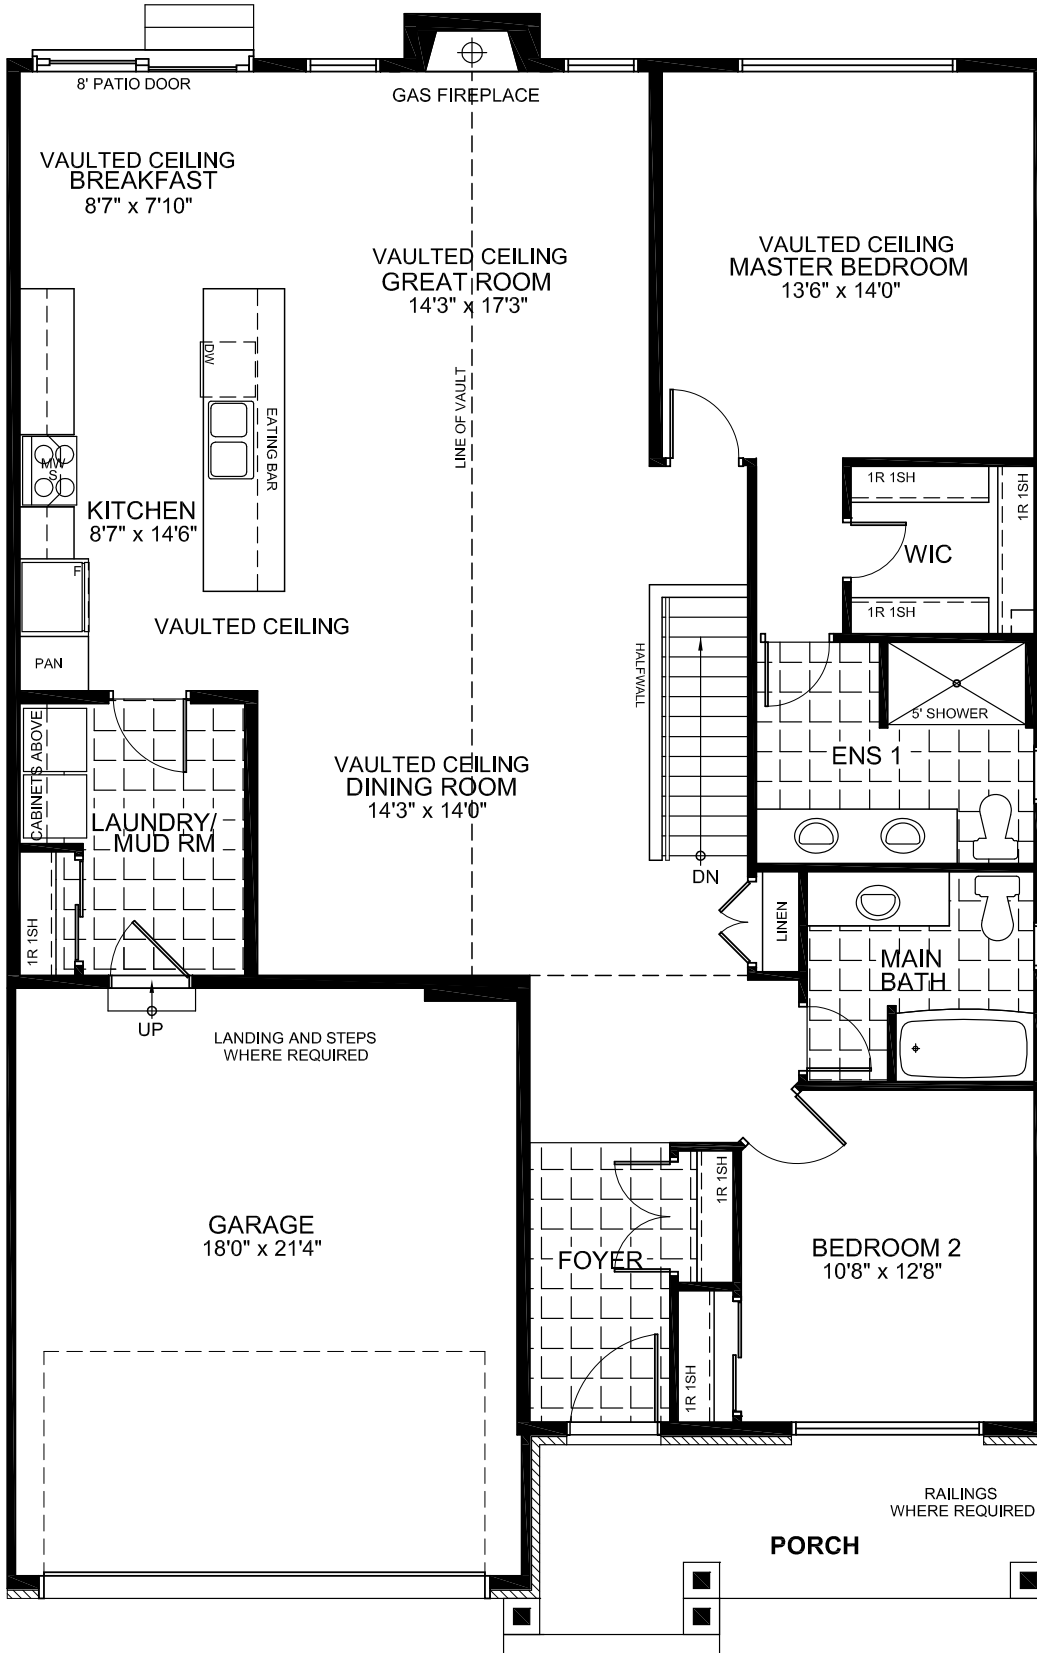 8' PATIO DOOR
GAS FIREPLACE
VAULTED CEILING
BREAKFAST
8'7" x 7'10"
VAULTED CEILING
GREAT ROOM
14'3" x 17'3"
VAULTED CEILING
MASTER BEDROOM
13'6" x 14'0"
LINE OF VAULT
DW
EATING BAR
MW
S
KITCHEN
8'7" x 14'6"
F
PAN
VAULTED CEILING
1R 1SH
1R 1SH
WIC
1R 1SH
HALFWALL
5' SHOWER
ENS 1
CABINETS ABOVE
LAUNDRY/
MUD RM
1R 1SH
VAULTED CEILING
DINING ROOM
14'3" x 14'0"
DN
LINEN
MAIN
BATH
UP
LANDING AND STEPS
WHERE REQUIRED
GARAGE
18'0" x 21'4"
FOYER
1R 1SH
1R 1SH
BEDROOM 2
10'8" x 12'8"
RAILINGS
WHERE REQUIRED
PORCH